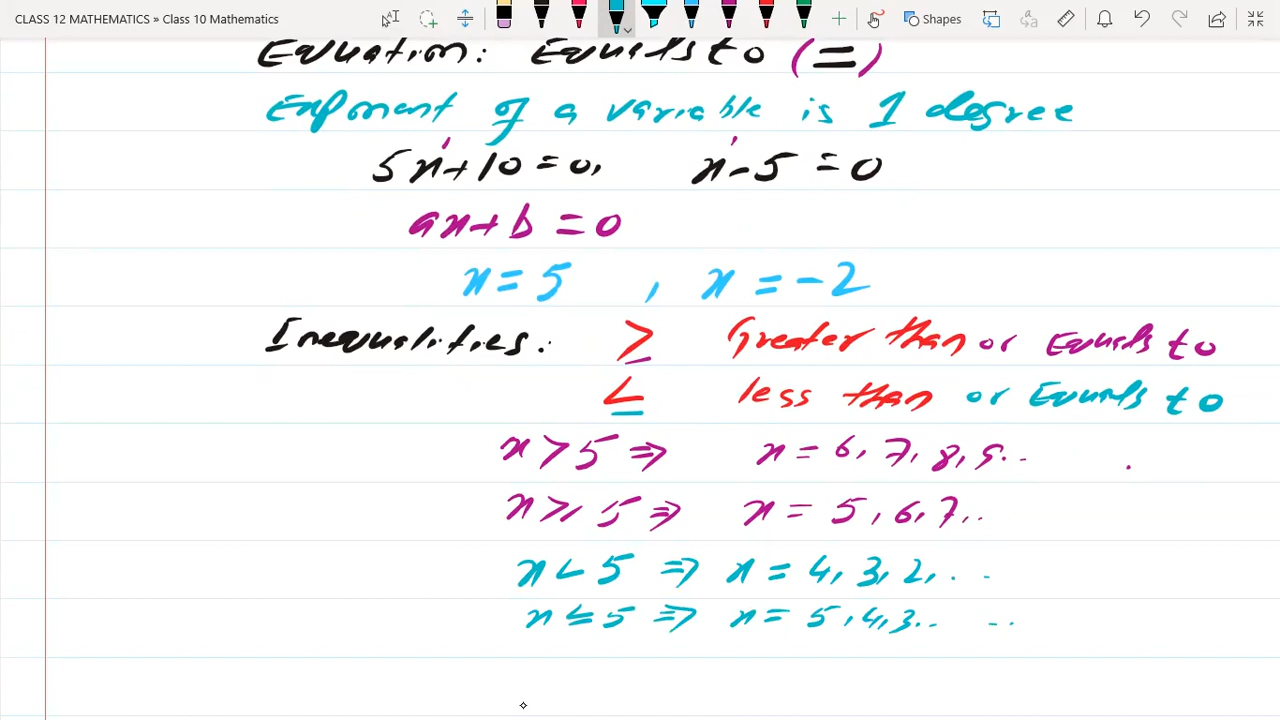 CLASS 12 MATHEMATICS » Class 10 Mathematics Shapes
Equation: Equals to (=)
Exponent of a variable is 1 degree
5x¹+10=0, x¹-5=0
ax+b=0
x=5 , x=-2
Inequalities: ≥ Greater than or Equals to
≤ less than or Equals to
x>5 ⇒ x=6,7,8,9...
x≥5 ⇒ x=5,6,7,..
x<5 ⇒ x=4,3,2,...
x≤5 ⇒ x=5,4,3.. ...